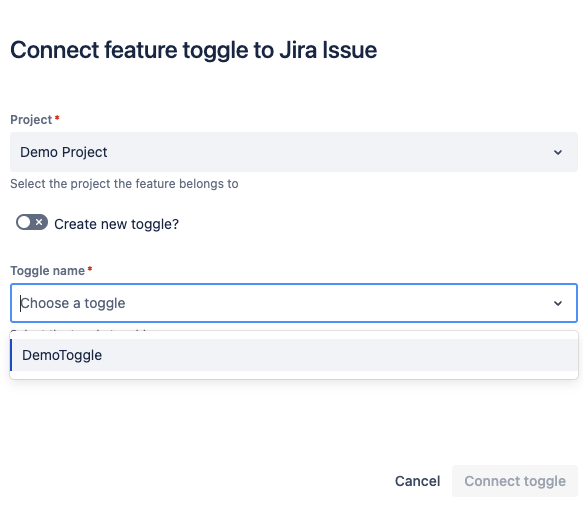 Connect feature toggle to Jira Issue
Project *
Demo Project
Select the project the feature belongs to
Create new toggle?
Toggle name *
Choose a toggle
DemoToggle
Cancel
Connect toggle